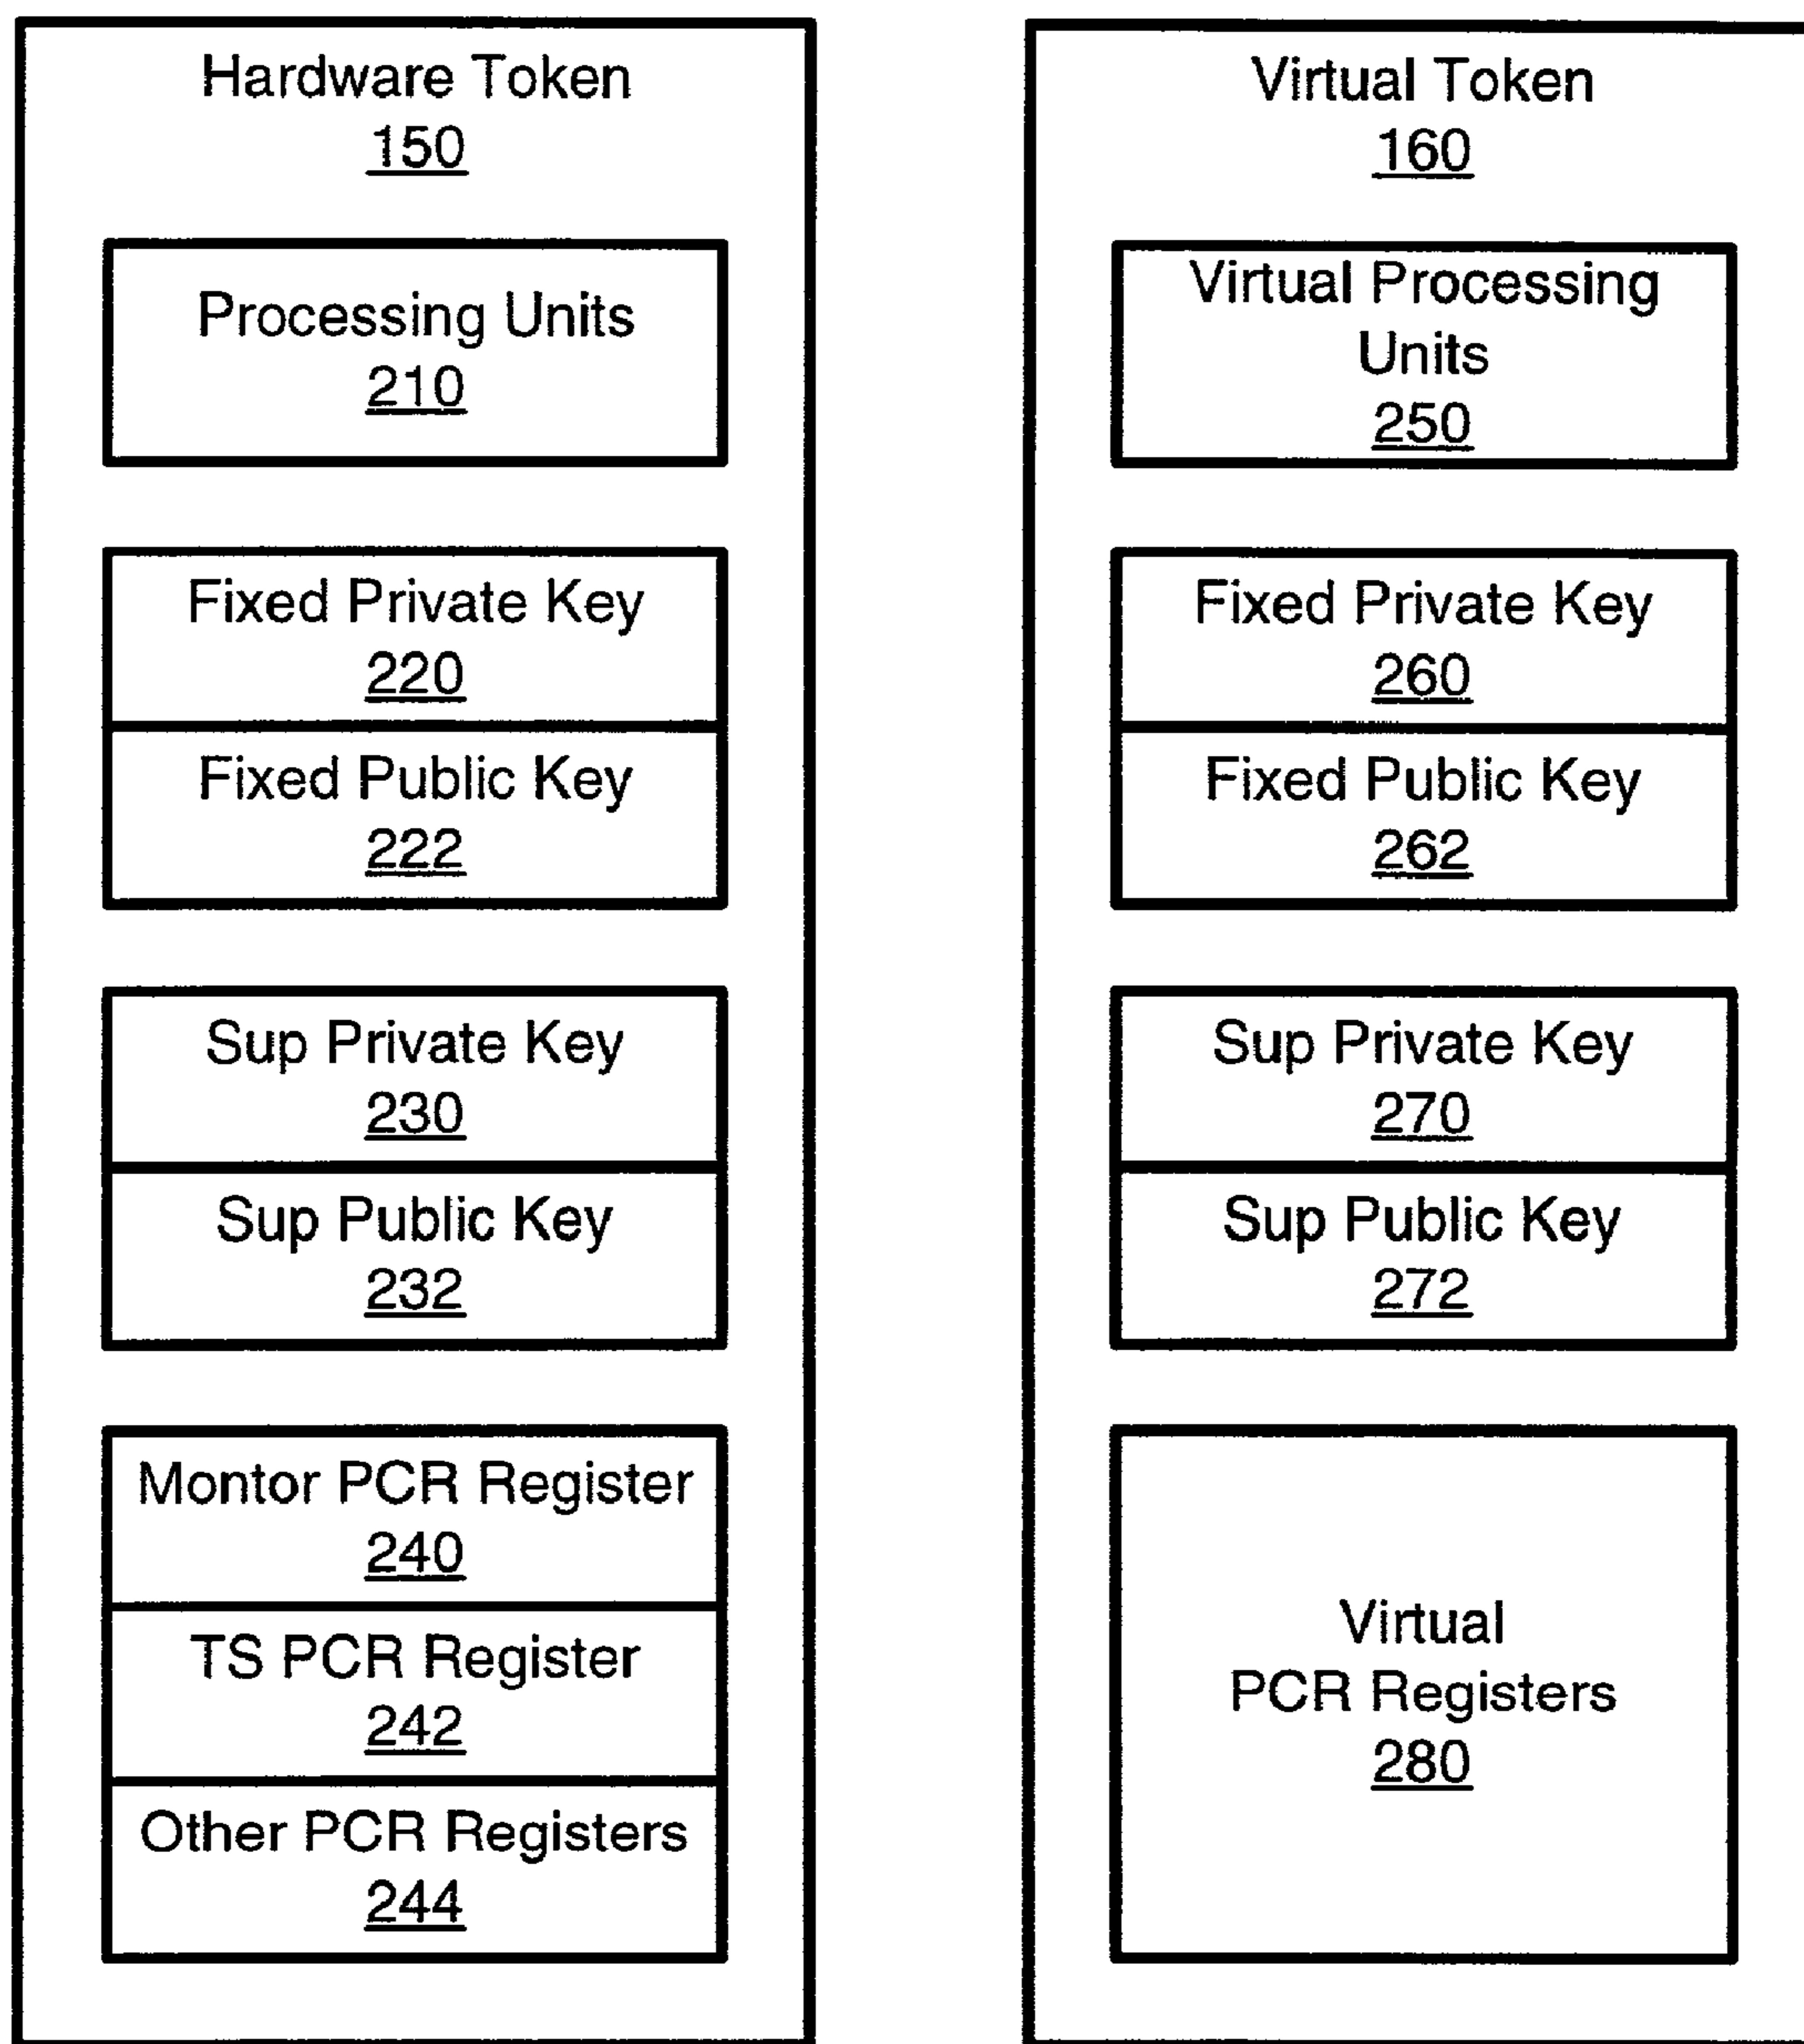 Hardware Token
150
Processing Units
210
Fixed Private Key
220
Fixed Public Key
222
Sup Private Key
230
Sup Public Key
232
Montor PCR Register
240
TS PCR Register
242
Other PCR Registers
244
Virtual Token
160
Virtual Processing
Units
250
Fixed Private Key
260
Fixed Public Key
262
Sup Private Key
270
Sup Public Key
272
Virtual
PCR Registers
280